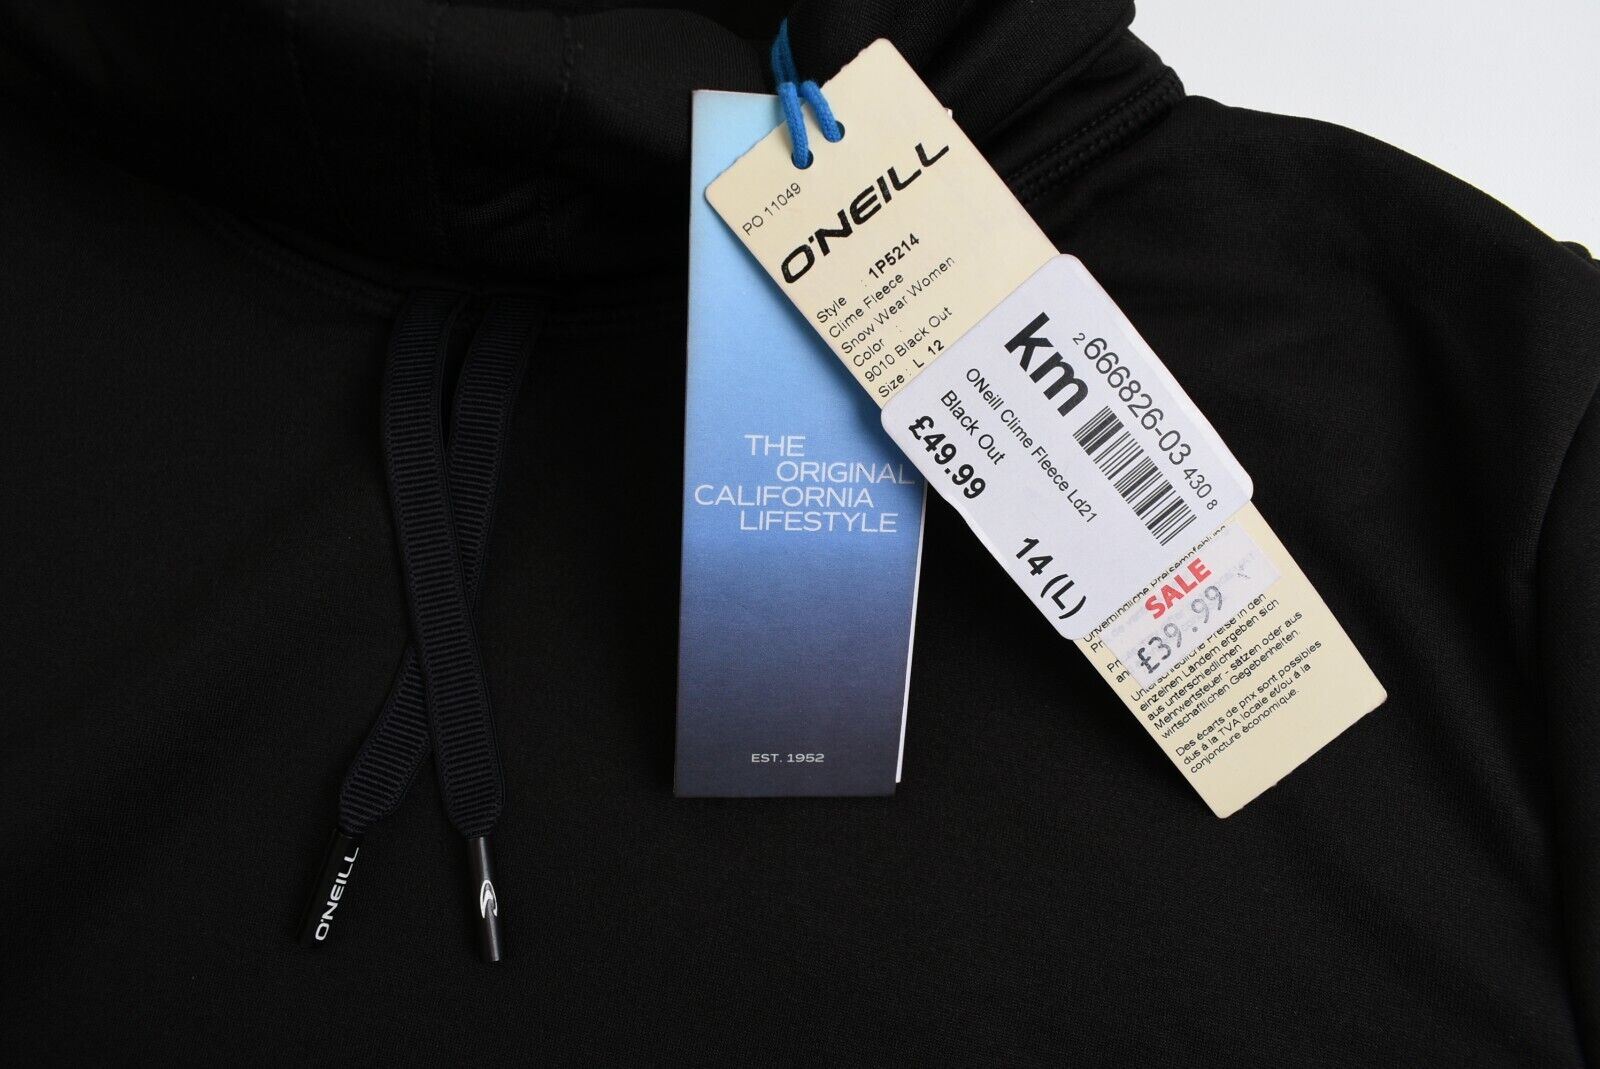 THE
ORIGINAL
CALIFORNIA
LIFESTYLE
EST. 1952
PO 11049
O'NEILL
Style : 1P5214
Clime Fleece
Snow Wear Women
Color :
9010 Black Out
Size : L 12
km
2 666826-03 430 8
ONeill Clime Fleece Ld21
Black Out
£49.99
14 (L)
SALE
£39.99
Unverbindliche Preisempfehlung
Preise in den
einzelnen Ländern ergeben sich
aus unterschiedlichen
Mehrwertsteuer - sätzen oder aus
wirtschaftlichen Gegebenheiten.
Des écarts de prix sont possibles
dus à la TVA locale et/ou à la
conjoncture économique.
O'NEILL